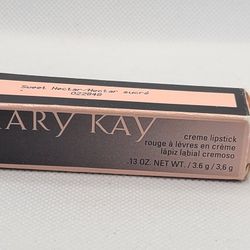 Sweet Nectar/Nectar sucré
022840
MARY KAY
creme lipstick
rouge à lèvres en crème
lápiz labial cremoso
.13 OZ. NET WT. / 3.6 g / 3,6 g